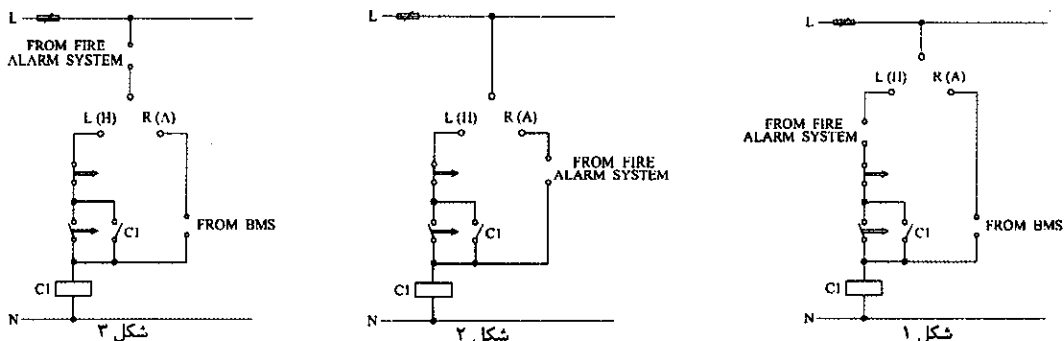 L
FROM FIRE
ALARM SYSTEM
L (H) R (A)
FROM BMS
C1
C1
N
شکل ۳
L
L (H) R (A)
FROM FIRE
ALARM SYSTEM
C1
C1
N
شکل ۲
L
L (H) R (A)
FROM FIRE
ALARM SYSTEM
C1
FROM BMS
C1
N
شکل ۱